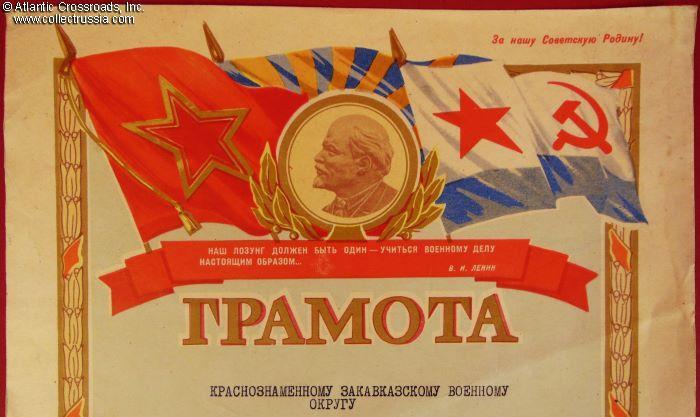 © Atlantic Crossroads, Inc.
www.collectrussia.com
За нашу Советскую Родину!
НАШ ЛОЗУНГ ДОЛЖЕН БЫТЬ ОДИН — УЧИТЬСЯ ВОЕННОМУ ДЕЛУ
НАСТОЯЩИМ ОБРАЗОМ...
В. И. ЛЕНИН
ГРАМОТА
КРАСНОЗНАМЕННОМУ ЗАКАВКАЗСКОМУ ВОЕННОМУ
ОКРУГУ